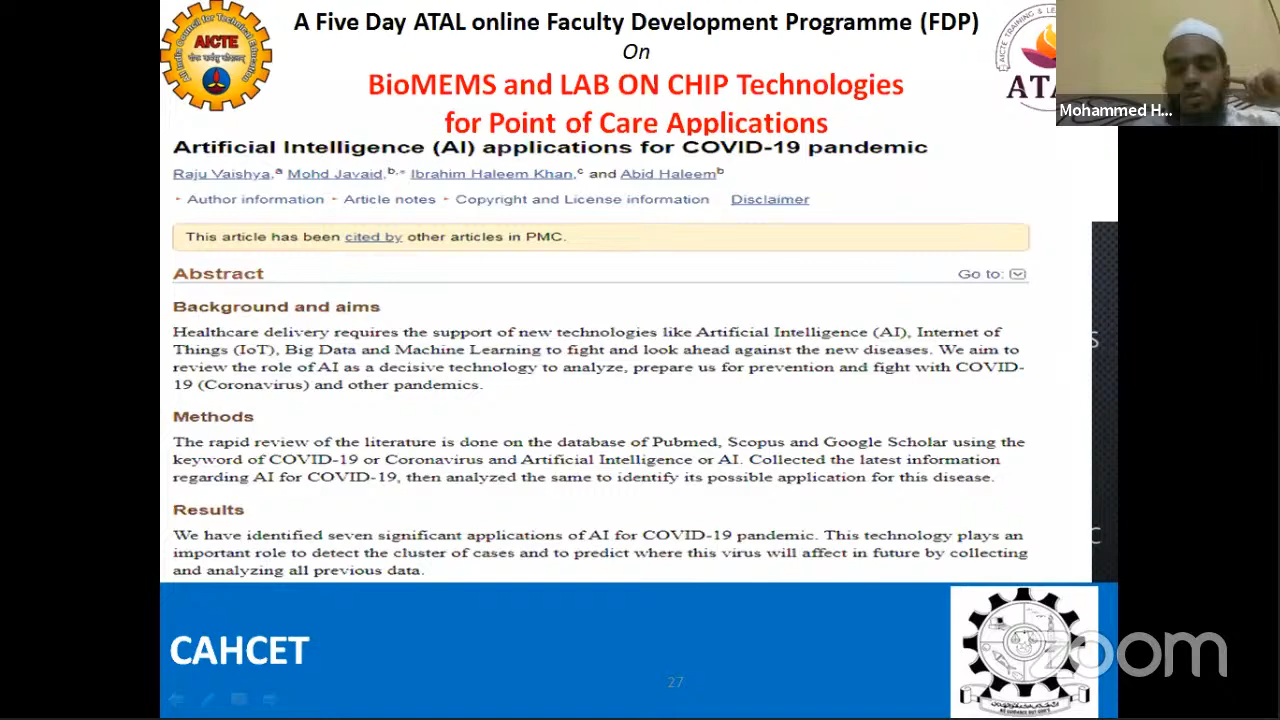 A Five Day ATAL online Faculty Development Programme (FDP)
On
BioMEMS and LAB ON CHIP Technologies
for Point of Care Applications
AICTE
ATA
Mohammed H...
Artificial Intelligence (AI) applications for COVID-19 pandemic
Raju Vaishya,a Mohd Javaid,b,* Ibrahim Haleem Khan,c and Abid Haleemb
Author information Article notes Copyright and License information Disclaimer
This article has been cited by other articles in PMC.
Abstract Go to:
Background and aims
Healthcare delivery requires the support of new technologies like Artificial Intelligence (AI), Internet of
Things (IoT), Big Data and Machine Learning to fight and look ahead against the new diseases. We aim to
review the role of AI as a decisive technology to analyze, prepare us for prevention and fight with COVID-
19 (Coronavirus) and other pandemics.
Methods
The rapid review of the literature is done on the database of Pubmed, Scopus and Google Scholar using the
keyword of COVID-19 or Coronavirus and Artificial Intelligence or AI. Collected the latest information
regarding AI for COVID-19, then analyzed the same to identify its possible application for this disease.
Results
We have identified seven significant applications of AI for COVID-19 pandemic. This technology plays an
important role to detect the cluster of cases and to predict where this virus will affect in future by collecting
and analyzing all previous data.
S
C
CAHCET
27
zoom